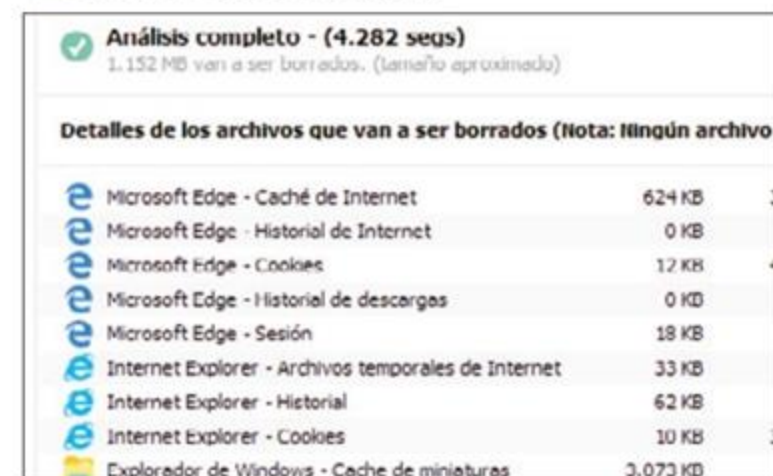 Análisis completo - (4.282 segs)
1.152 MB van a ser borrados. (tamaño aproximado)
Detalles de los archivos que van a ser borrados (Nota: Ningún archivo
Microsoft Edge - Caché de Internet 624 KB
Microsoft Edge - Historial de Internet 0 KB
Microsoft Edge - Cookies 12 KB
Microsoft Edge - Historial de descargas 0 KB
Microsoft Edge - Sesión 18 KB
Internet Explorer - Archivos temporales de Internet 33 KB
Internet Explorer - Historial 62 KB
Internet Explorer - Cookies 10 KB
Explorador de Windows - Cache de miniaturas 3.073 KB